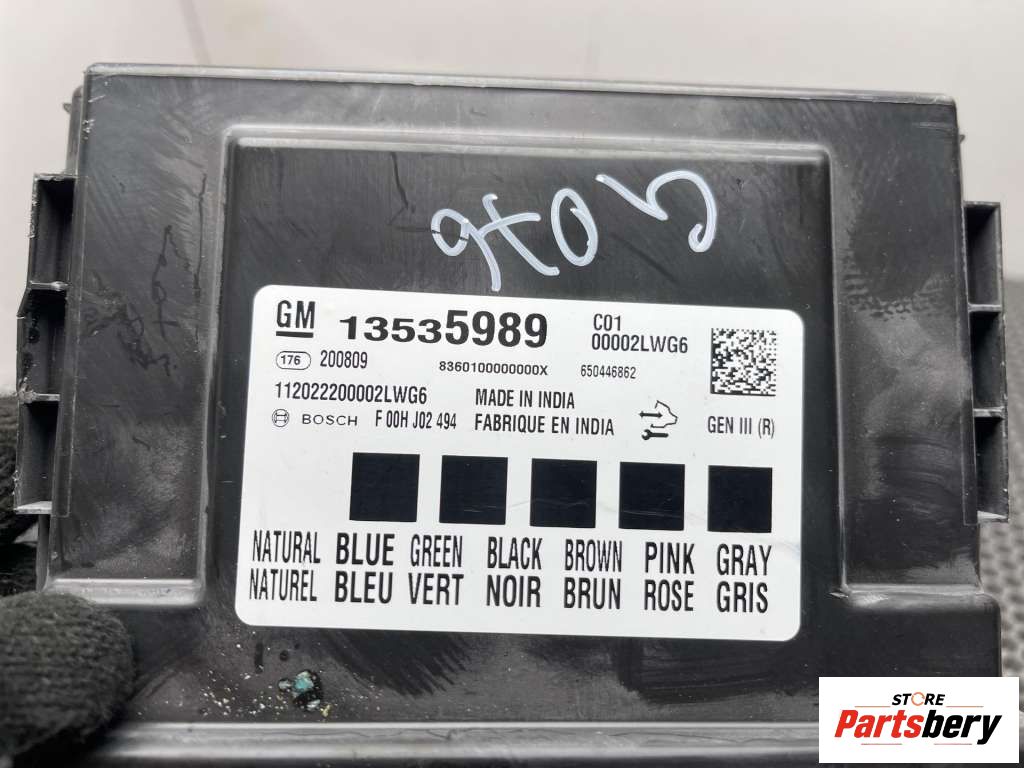 9705
GM 13535989 C01
00002LWG6
176 200809 8360100000000X 650446862
112022200002LWG6 MADE IN INDIA
BOSCH F 00H J02 494 FABRIQUE EN INDIA GEN III (R)
NATURAL BLUE GREEN BLACK BROWN PINK GRAY
NATUREL BLEU VERT NOIR BRUN ROSE GRIS
STORE
Partsbery